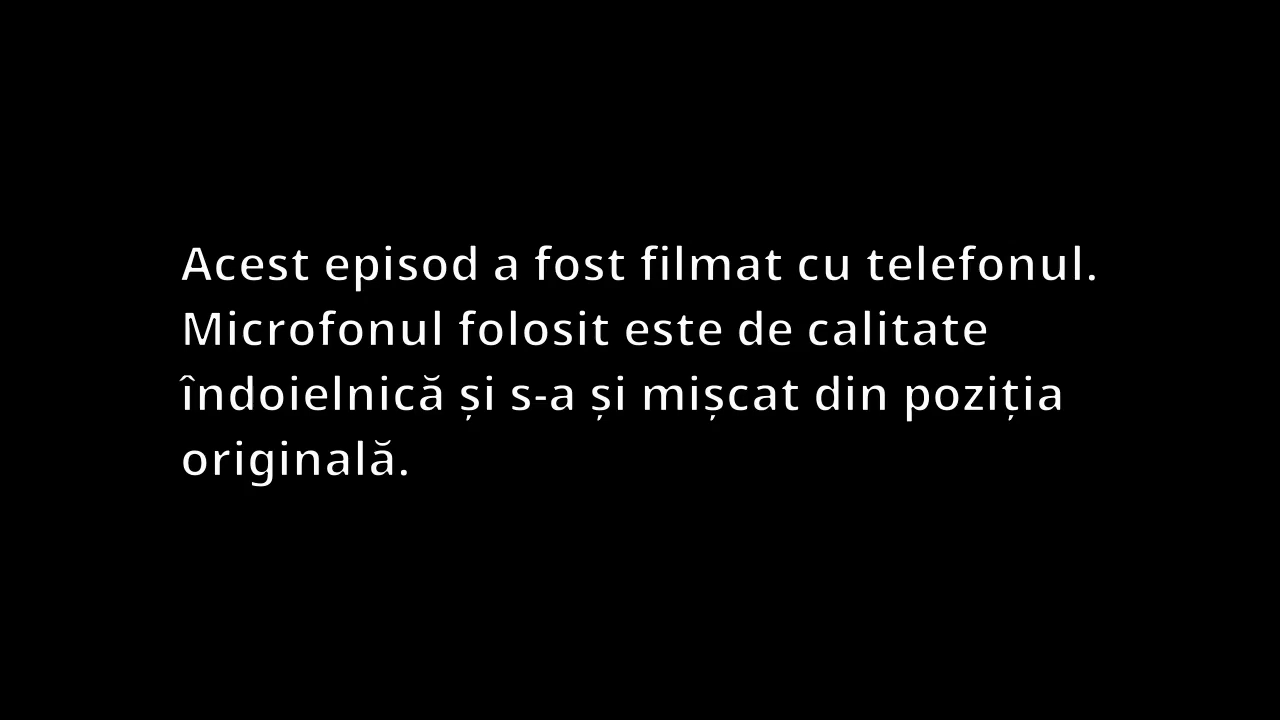 Acest episod a fost filmat cu telefonul.
Microfonul folosit este de calitate
îndoielnică și s-a și mișcat din poziția
originală.